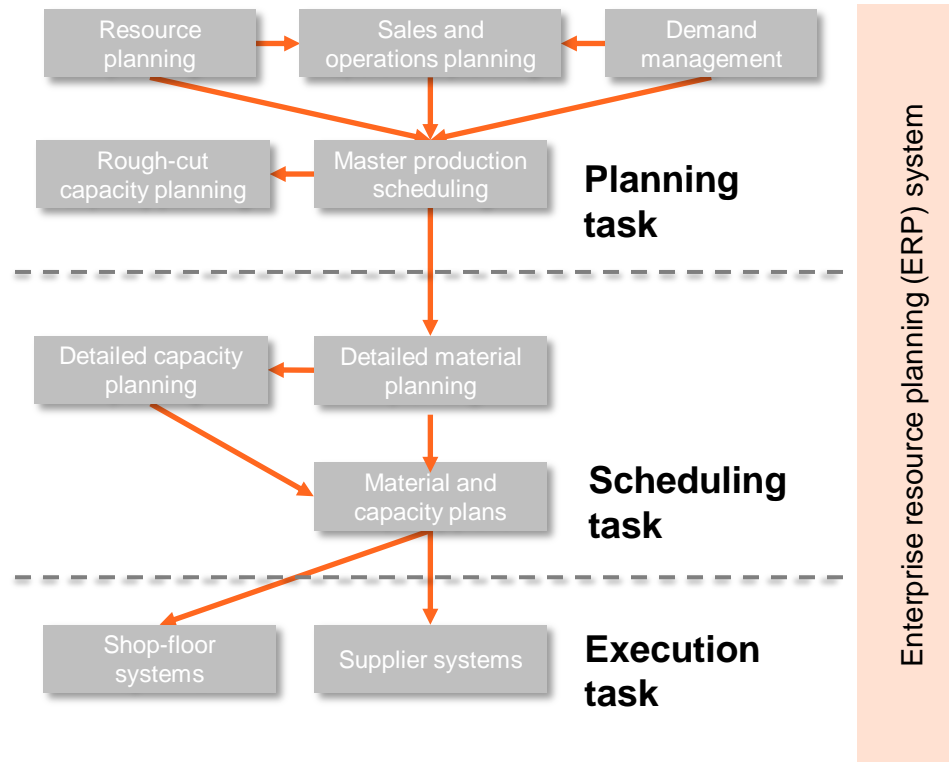 Resource
planning
Sales and
operations planning
Demand
management
Rough-cut
capacity planning
Master production
scheduling
Planning
task
Detailed capacity
planning
Detailed material
planning
Material and
capacity plans
Scheduling
task
Shop-floor
systems
Supplier systems
Execution
task
Enterprise resource planning (ERP) system